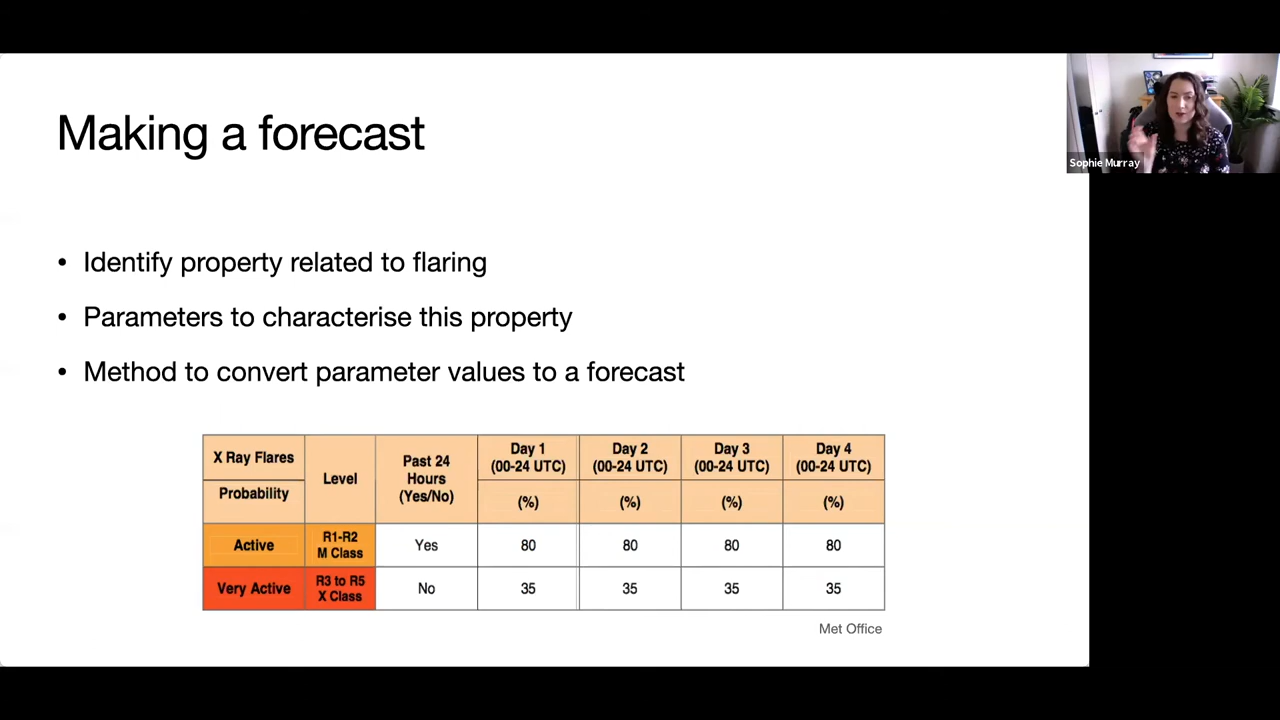 Making a forecast
Sophie Murray
• Identify property related to flaring
• Parameters to characterise this property
• Method to convert parameter values to a forecast
X Ray Flares
Probability
Level
Past 24
Hours
(Yes/No)
Day 1
(00-24 UTC)
(%)
Day 2
(00-24 UTC)
(%)
Day 3
(00-24 UTC)
(%)
Day 4
(00-24 UTC)
(%)
Active
R1-R2
M Class
Yes
80
80
80
80
Very Active
R3 to R5
X Class
No
35
35
35
35
Met Office